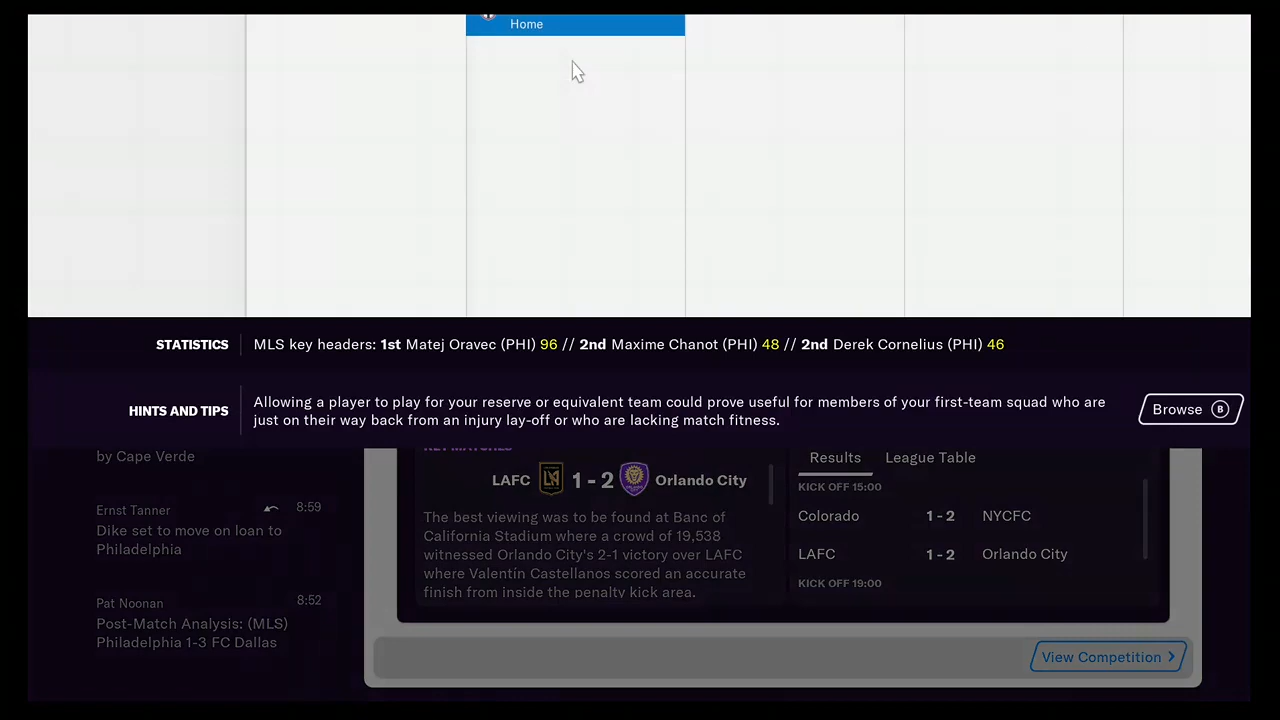 Home
STATISTICS
MLS key headers: 1st Matej Oravec (PHI) 96 // 2nd Maxime Chanot (PHI) 48 // 2nd Derek Cornelius (PHI) 46
HINTS AND TIPS
Allowing a player to play for your reserve or equivalent team could prove useful for members of your first-team squad who are
just on their way back from an injury lay-off or who are lacking match fitness.
Browse B
by Cape Verde
Ernst Tanner 8:59
Dike set to move on loan to
Philadelphia
Pat Noonan 8:52
Post-Match Analysis: (MLS)
Philadelphia 1-3 FC Dallas
KEY MATCHES
LAFC 1 - 2 Orlando City
The best viewing was to be found at Banc of
California Stadium where a crowd of 19,538
witnessed Orlando City's 2-1 victory over LAFC
where Valentín Castellanos scored an accurate
finish from inside the penalty kick area.
Results League Table
KICK OFF 15:00
Colorado 1 - 2 NYCFC
LAFC 1 - 2 Orlando City
KICK OFF 19:00
View Competition